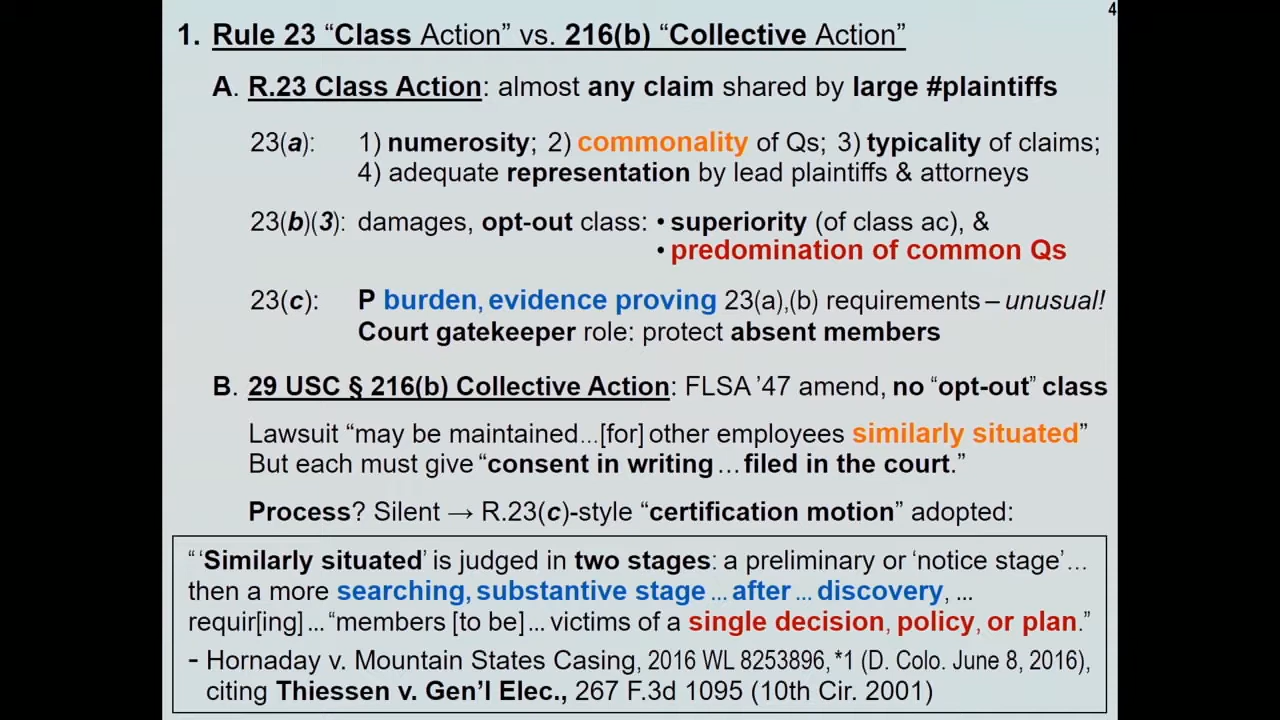 4
1. Rule 23 “Class Action” vs. 216(b) “Collective Action”
A. R.23 Class Action: almost any claim shared by large #plaintiffs
23(a): 1) numerosity; 2) commonality of Qs; 3) typicality of claims;
4) adequate representation by lead plaintiffs & attorneys
23(b)(3): damages, opt-out class: • superiority (of class ac), &
• predomination of common Qs
23(c): P burden, evidence proving 23(a),(b) requirements – unusual!
Court gatekeeper role: protect absent members
B. 29 USC § 216(b) Collective Action: FLSA ’47 amend, no “opt-out” class
Lawsuit “may be maintained…[for] other employees similarly situated”
But each must give “consent in writing … filed in the court.”
Process? Silent → R.23(c)-style “certification motion” adopted:
“ ‘Similarly situated’ is judged in two stages: a preliminary or ‘notice stage’…
then a more searching, substantive stage … after … discovery, …
requir[ing] … “members [to be]… victims of a single decision, policy, or plan.”
- Hornaday v. Mountain States Casing, 2016 WL 8253896, *1 (D. Colo. June 8, 2016),
citing Thiessen v. Gen’l Elec., 267 F.3d 1095 (10th Cir. 2001)